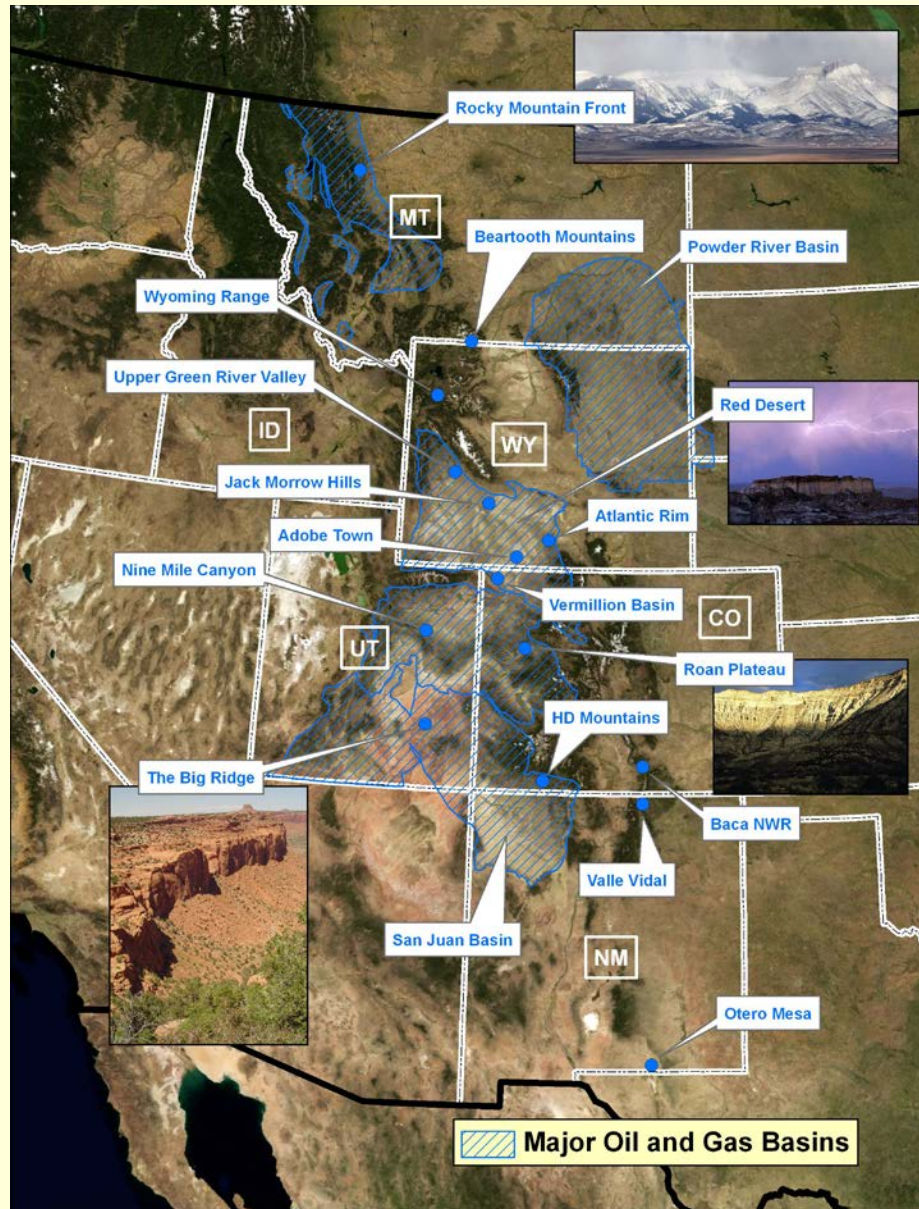 Rocky Mountain Front
MT
Beartooth Mountains
Powder River Basin
Wyoming Range
Upper Green River Valley
Red Desert
ID
WY
Jack Morrow Hills
Atlantic Rim
Adobe Town
Nine Mile Canyon
Vermillion Basin
CO
UT
Roan Plateau
HD Mountains
The Big Ridge
Baca NWR
Valle Vidal
San Juan Basin
NM
Otero Mesa
Major Oil and Gas Basins